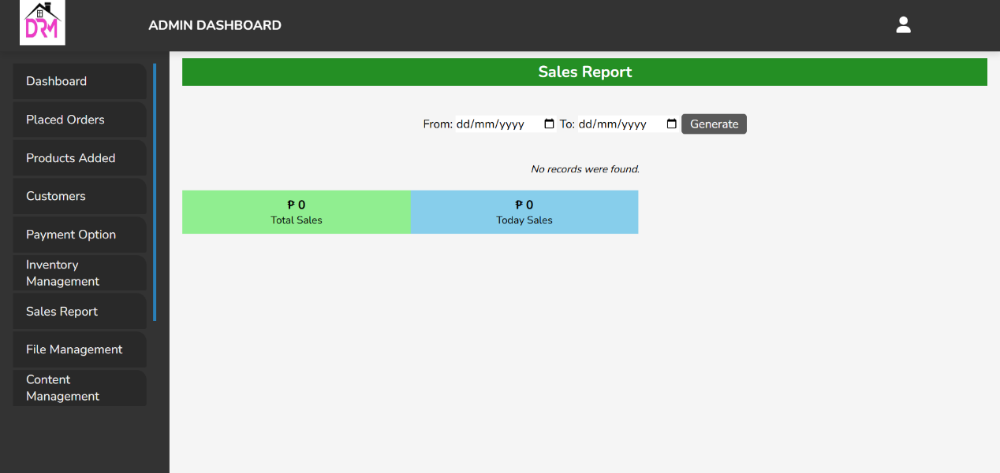 DRM
ADMIN DASHBOARD
Dashboard
Placed Orders
Products Added
Customers
Payment Option
Inventory
Management
Sales Report
File Management
Content
Management
Sales Report
From: dd/mm/yyyy To: dd/mm/yyyy Generate
No records were found.
₱ 0
Total Sales
₱ 0
Today Sales